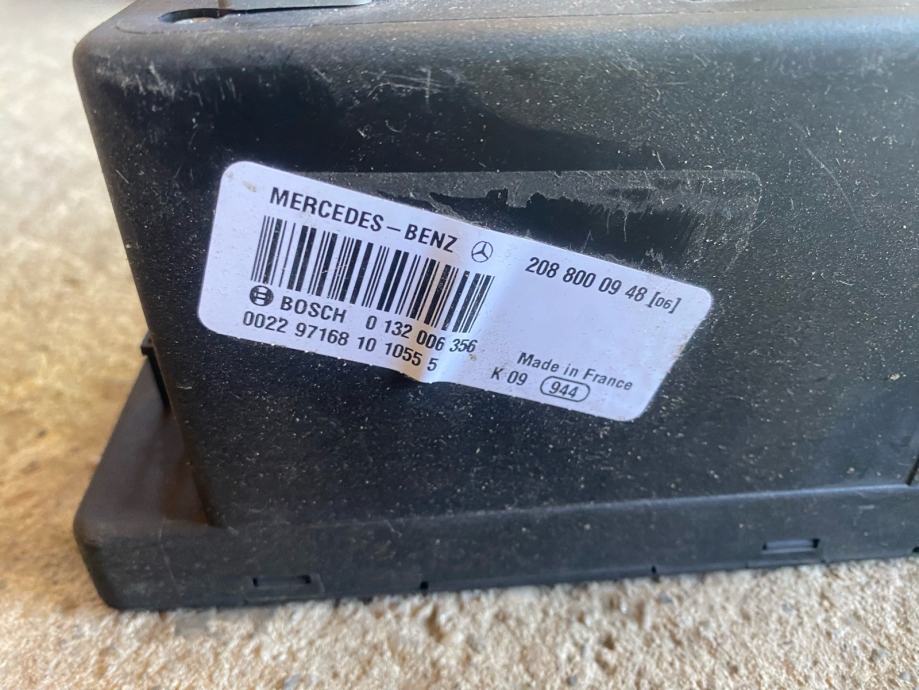 MERCEDES-BENZ
208 800 09 48 [06]
BOSCH 0 132 006 356
0022 97168 10 1055 5
Made in France
K 09 944